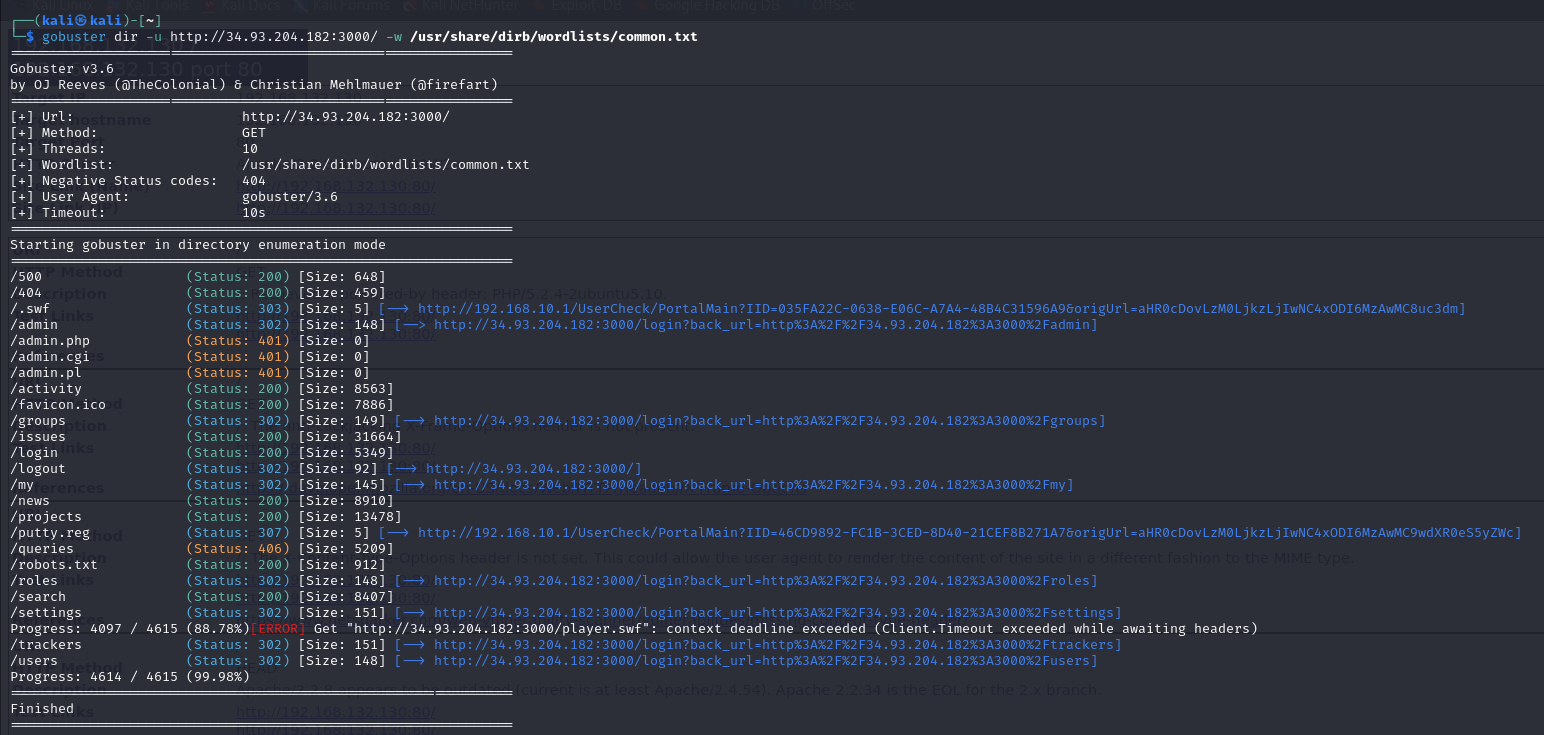 Kali Linux Kali Tools Kali Docs Kali Forums Kali NetHunter Exploit-DB Google Hacking DB OffSec
┌──(kali㉿kali)-[~]
└─$ gobuster dir -u http://34.93.204.182:3000/ -w /usr/share/dirb/wordlists/common.txt
===============================================================
Gobuster v3.6
by OJ Reeves (@TheColonial) & Christian Mehlmauer (@firefart)
===============================================================
[+] Url:                     http://34.93.204.182:3000/
[+] Method:                  GET
[+] Threads:                 10
[+] Wordlist:                /usr/share/dirb/wordlists/common.txt
[+] Negative Status codes:   404
[+] User Agent:              gobuster/3.6
[+] Timeout:                 10s
===============================================================
Starting gobuster in directory enumeration mode
===============================================================
/500                  (Status: 200) [Size: 648]
/404                  (Status: 200) [Size: 459]
/.swf                 (Status: 303) [Size: 5] [--> http://192.168.10.1/UserCheck/PortalMain?IID=035FA22C-0638-E06C-A7A4-48B4C31596A9&origUrl=aHR0cDovLzM0LjkzLjIwNC4xODI6MzAwMC8uc3dm]
/admin                (Status: 302) [Size: 148] [--> http://34.93.204.182:3000/login?back_url=http%3A%2F%2F34.93.204.182%3A3000%2Fadmin]
/admin.php            (Status: 401) [Size: 0]
/admin.cgi            (Status: 401) [Size: 0]
/admin.pl             (Status: 401) [Size: 0]
/activity             (Status: 200) [Size: 8563]
/favicon.ico          (Status: 200) [Size: 7886]
/groups               (Status: 302) [Size: 149] [--> http://34.93.204.182:3000/login?back_url=http%3A%2F%2F34.93.204.182%3A3000%2Fgroups]
/issues               (Status: 200) [Size: 31664]
/login                (Status: 200) [Size: 5349]
/logout               (Status: 302) [Size: 92] [--> http://34.93.204.182:3000/]
/my                   (Status: 302) [Size: 145] [--> http://34.93.204.182:3000/login?back_url=http%3A%2F%2F34.93.204.182%3A3000%2Fmy]
/news                 (Status: 200) [Size: 8910]
/projects             (Status: 200) [Size: 13478]
/putty.reg            (Status: 307) [Size: 5] [--> http://192.168.10.1/UserCheck/PortalMain?IID=46CD9892-FC1B-3CED-8D40-21CEF8B271A7&origUrl=aHR0cDovLzM0LjkzLjIwNC4xODI6MzAwMC9wdXR0eS5yZWc]
/queries              (Status: 406) [Size: 5209]
/robots.txt           (Status: 200) [Size: 912]
/roles                (Status: 302) [Size: 148] [--> http://34.93.204.182:3000/login?back_url=http%3A%2F%2F34.93.204.182%3A3000%2Froles]
/search               (Status: 200) [Size: 8407]
/settings             (Status: 302) [Size: 151] [--> http://34.93.204.182:3000/login?back_url=http%3A%2F%2F34.93.204.182%3A3000%2Fsettings]
Progress: 4097 / 4615 (88.78%)[ERROR] Get "http://34.93.204.182:3000/player.swf": context deadline exceeded (Client.Timeout exceeded while awaiting headers)
/trackers             (Status: 302) [Size: 151] [--> http://34.93.204.182:3000/login?back_url=http%3A%2F%2F34.93.204.182%3A3000%2Ftrackers]
/users                (Status: 302) [Size: 148] [--> http://34.93.204.182:3000/login?back_url=http%3A%2F%2F34.93.204.182%3A3000%2Fusers]
Progress: 4614 / 4615 (99.98%)
===============================================================
Finished
===============================================================